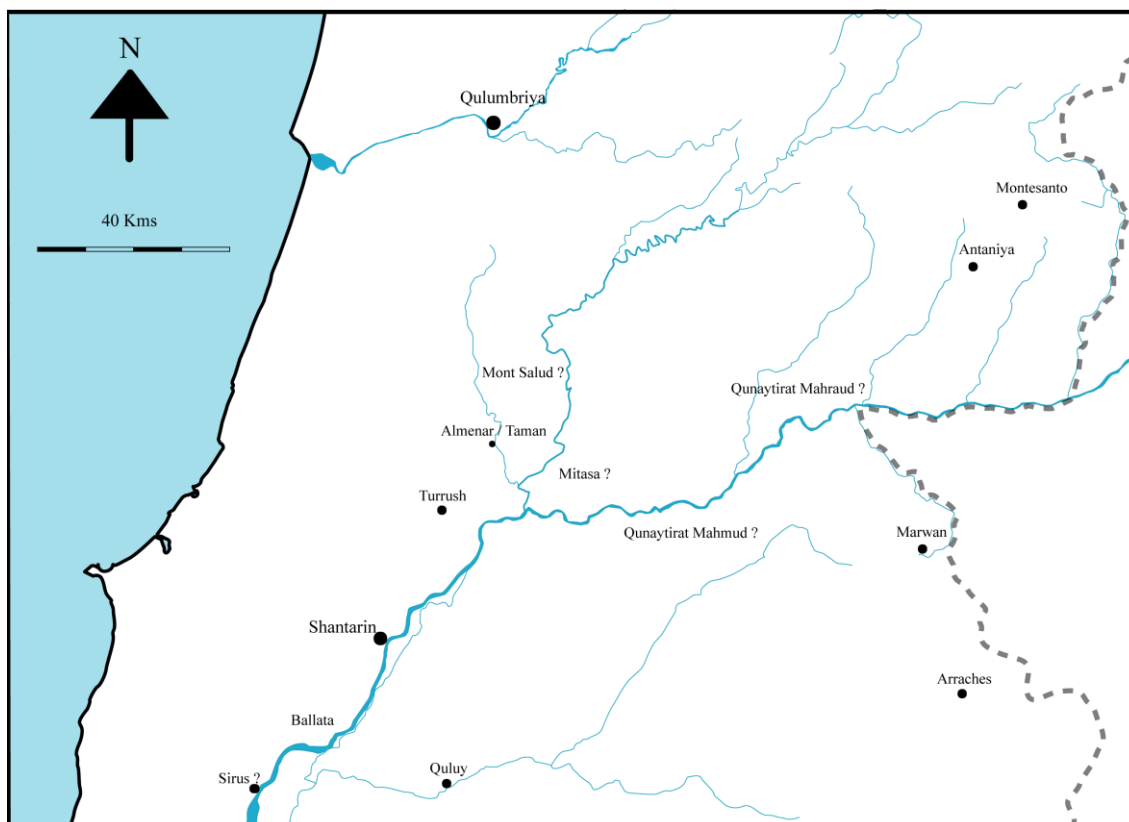 N
Qulumbriya
40 Kms
Montesanto
Antaniya
Mont Salud ?
Qunaytirat Mahraud ?
Almenar / Taman
Mitasa ?
Turrush
Qunaytirat Mahmud ?
Marwan
Shantarin
Arraches
Ballata
Quluy
Sirus ?